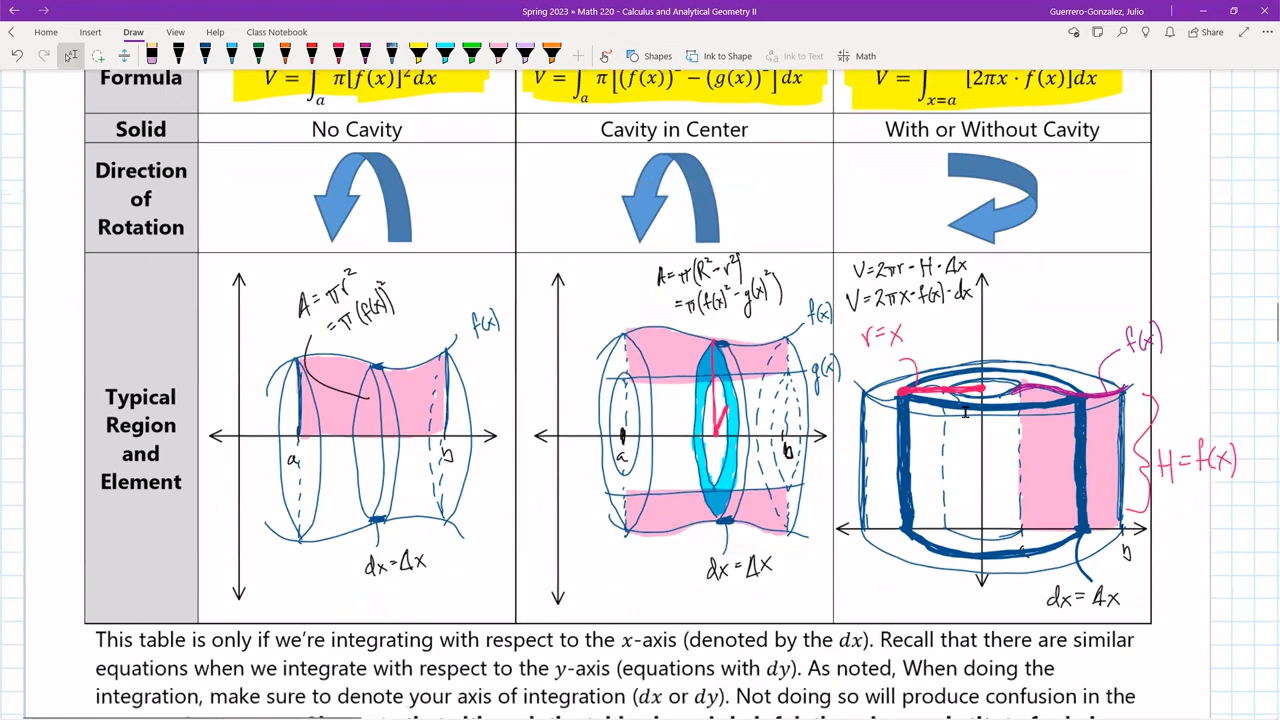 Spring 2023 » Math 220 - Calculus and Analytical Geometry II
Guerrero-Gonzalez, Julio
Home Insert Draw View Help Class Notebook
Share
Shapes Ink to Shape Ink to Text Math
Formula
V = ∫ₐ π[f(x)]²dx
V = ∫ₐ π[(f(x))² − (g(x))²]dx
V = ∫ₓ₌ₐ [2πx · f(x)]dx
Solid
No Cavity
Cavity in Center
With or Without Cavity
Direction
of
Rotation
Typical
Region
and
Element
A = πr²
= π(f(x))²
f(x)
a
b
dx = Δx
A = π(R² − r²)
= π(f(x)² − g(x)²)
f(x)
g(x)
a
b
dx = Δx
V = 2πr · H · Δx
V = 2πx · f(x) · dx
r = x
f(x)
H = f(x)
a
b
dx = Δx
This table is only if we're integrating with respect to the x-axis (denoted by the dx). Recall that there are similar
equations when we integrate with respect to the y-axis (equations with dy). As noted, When doing the
integration, make sure to denote your axis of integration (dx or dy). Not doing so will produce confusion in the